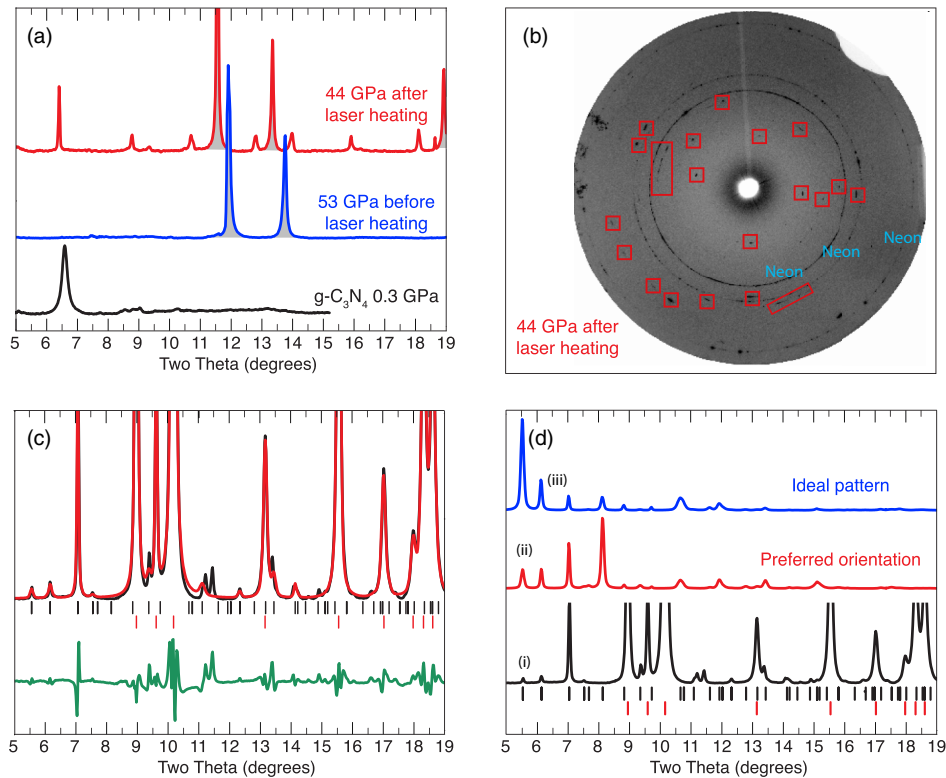 (a)
44 GPa after
laser heating
53 GPa before
laser heating
g-C₃N₄ 0.3 GPa
5 6 7 8 9 10 11 12 13 14 15 16 17 18 19
Two Theta (degrees)
(b)
Neon
Neon
Neon
44 GPa after
laser heating
(c)
5 6 7 8 9 10 11 12 13 14 15 16 17 18 19
Two Theta (degrees)
(d)
(iii)
Ideal pattern
(ii)
Preferred orientation
(i)
5 6 7 8 9 10 11 12 13 14 15 16 17 18 19
Two Theta (degrees)